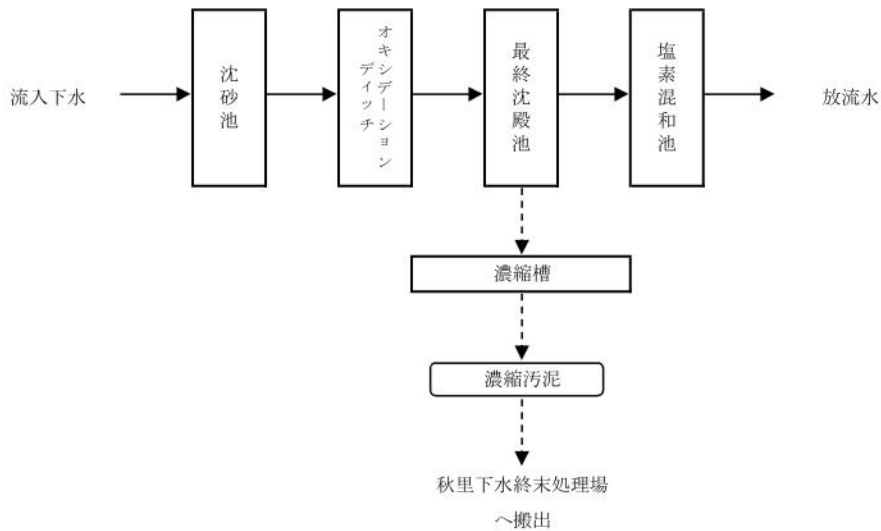 流入下水
沈砂池
オキシデーション
ディッチ
最終沈殿池
塩素混和池
放流水
濃縮槽
濃縮汚泥
秋里下水終末処理場
へ搬出